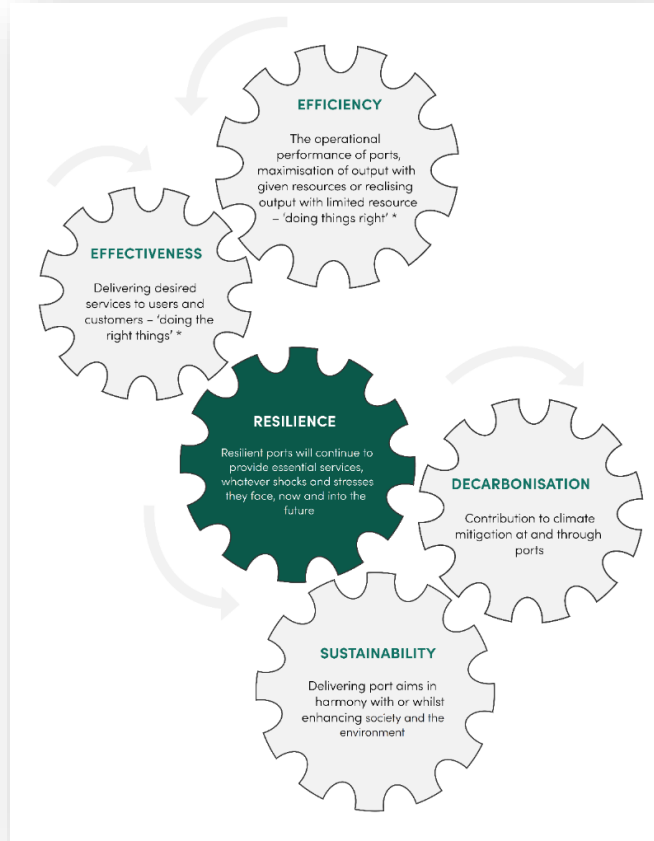 EFFICIENCY
The operational
performance of ports,
maximisation of output with
given resources or realising
output with limited resource
– ‘doing things right’ *
EFFECTIVENESS
Delivering desired
services to users and
customers – ‘doing the
right things’ *
RESILIENCE
Resilient ports will continue to
provide essential services,
whatever shocks and stresses
they face, now and into the
future
DECARBONISATION
Contribution to climate
mitigation at and through
ports
SUSTAINABILITY
Delivering port aims in
harmony with or whilst
enhancing society and the
environment